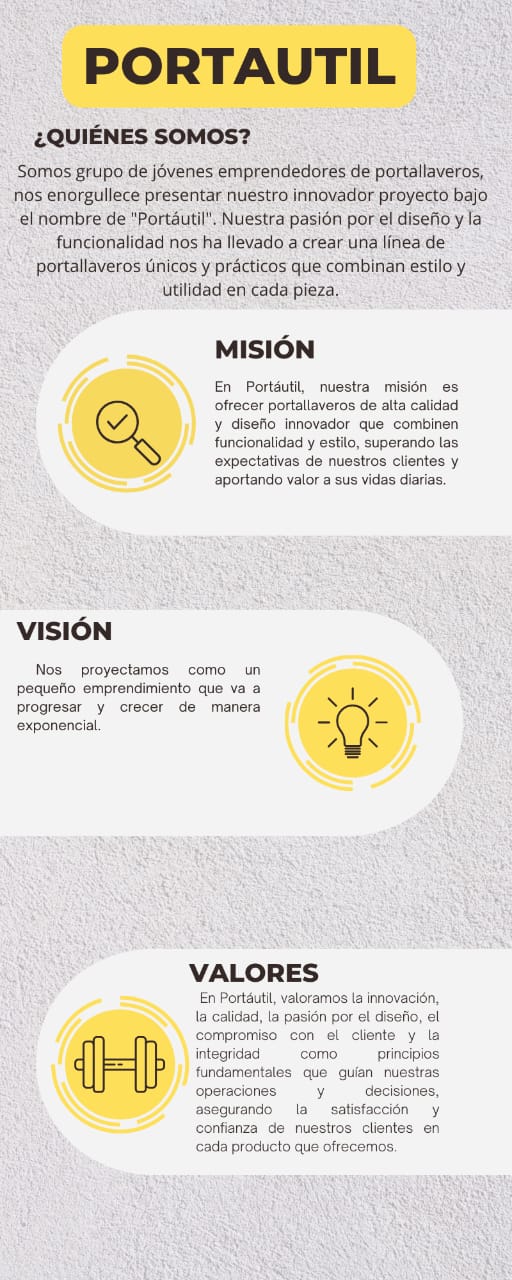 PORTAUTIL
¿QUIÉNES SOMOS?
Somos grupo de jóvenes emprendedores de portallaveros,
nos enorgullece presentar nuestro innovador proyecto bajo
el nombre de "Portáutil". Nuestra pasión por el diseño y la
funcionalidad nos ha llevado a crear una línea de
portallaveros únicos y prácticos que combinan estilo y
utilidad en cada pieza.
MISIÓN
En Portáutil, nuestra misión es
ofrecer portallaveros de alta calidad
y diseño innovador que combinen
funcionalidad y estilo, superando las
expectativas de nuestros clientes y
aportando valor a sus vidas diarias.
VISIÓN
Nos proyectamos como un
pequeño emprendimiento que va a
progresar y crecer de manera
exponencial.
VALORES
En Portáutil, valoramos la innovación,
la calidad, la pasión por el diseño, el
compromiso con el cliente y la
integridad como principios
fundamentales que guían nuestras
operaciones y decisiones,
asegurando la satisfacción y
confianza de nuestros clientes en
cada producto que ofrecemos.